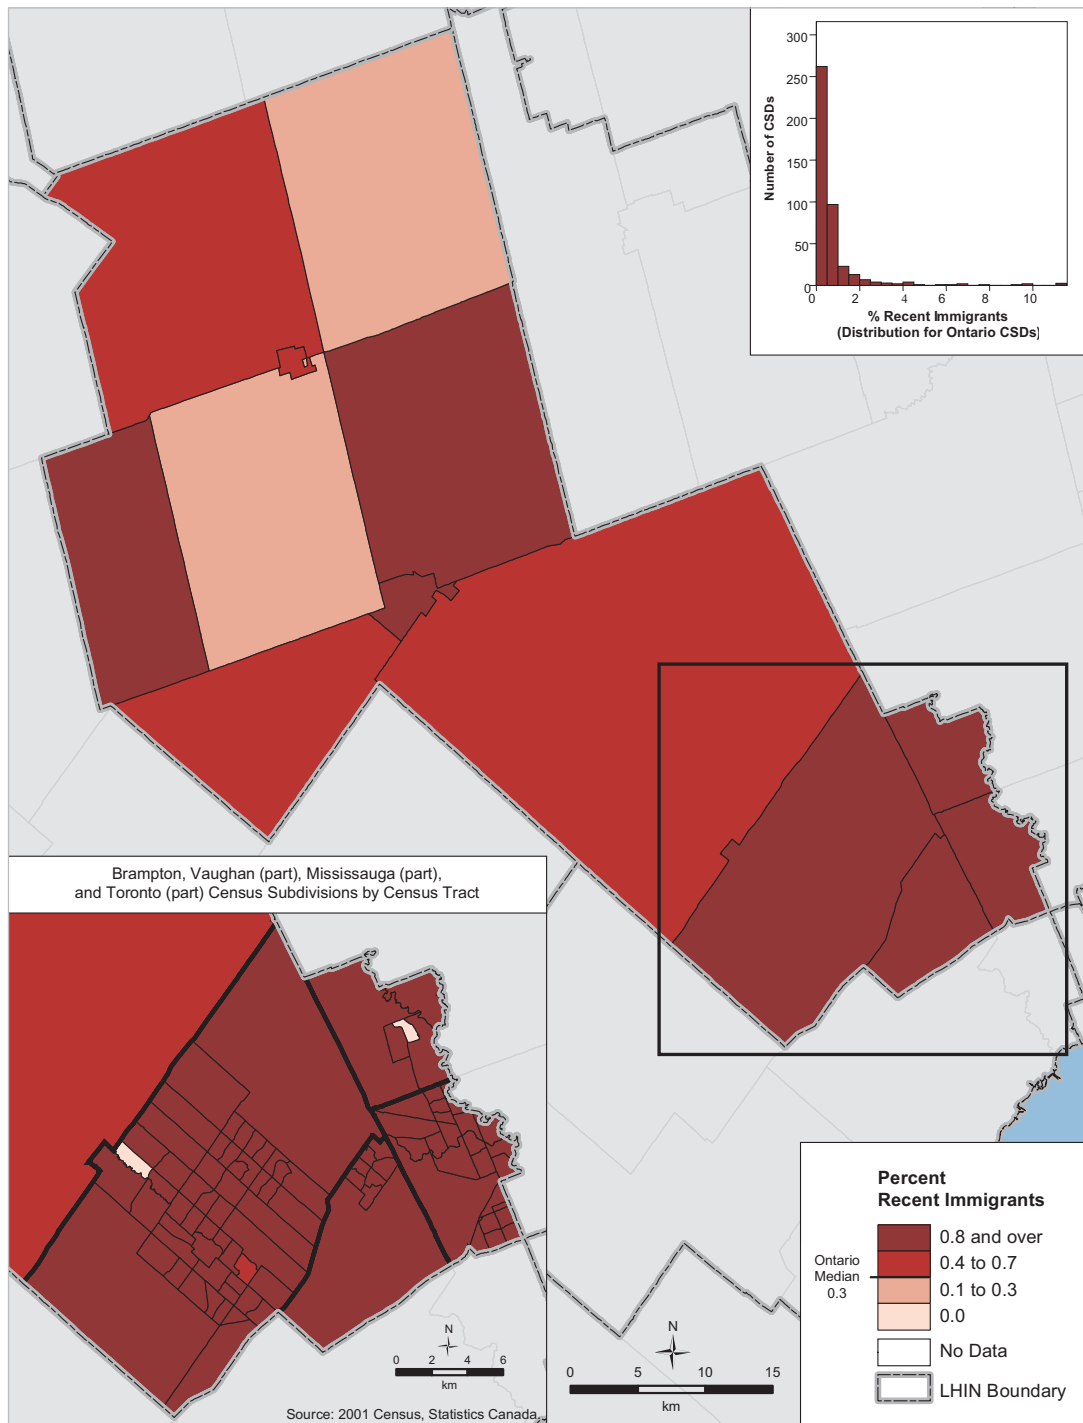 300
250
200
150
100
50
0
Number of CSDs
0 2 4 6 8 10
% Recent Immigrants
(Distribution for Ontario CSDs)
Brampton, Vaughan (part), Mississauga (part),
and Toronto (part) Census Subdivisions by Census Tract
N
0 2 4 6
km
Source: 2001 Census, Statistics Canada
N
0 5 10 15
km
Percent
Recent Immigrants
0.8 and over
0.4 to 0.7
Ontario
Median
0.3
0.1 to 0.3
0.0
No Data
LHIN Boundary